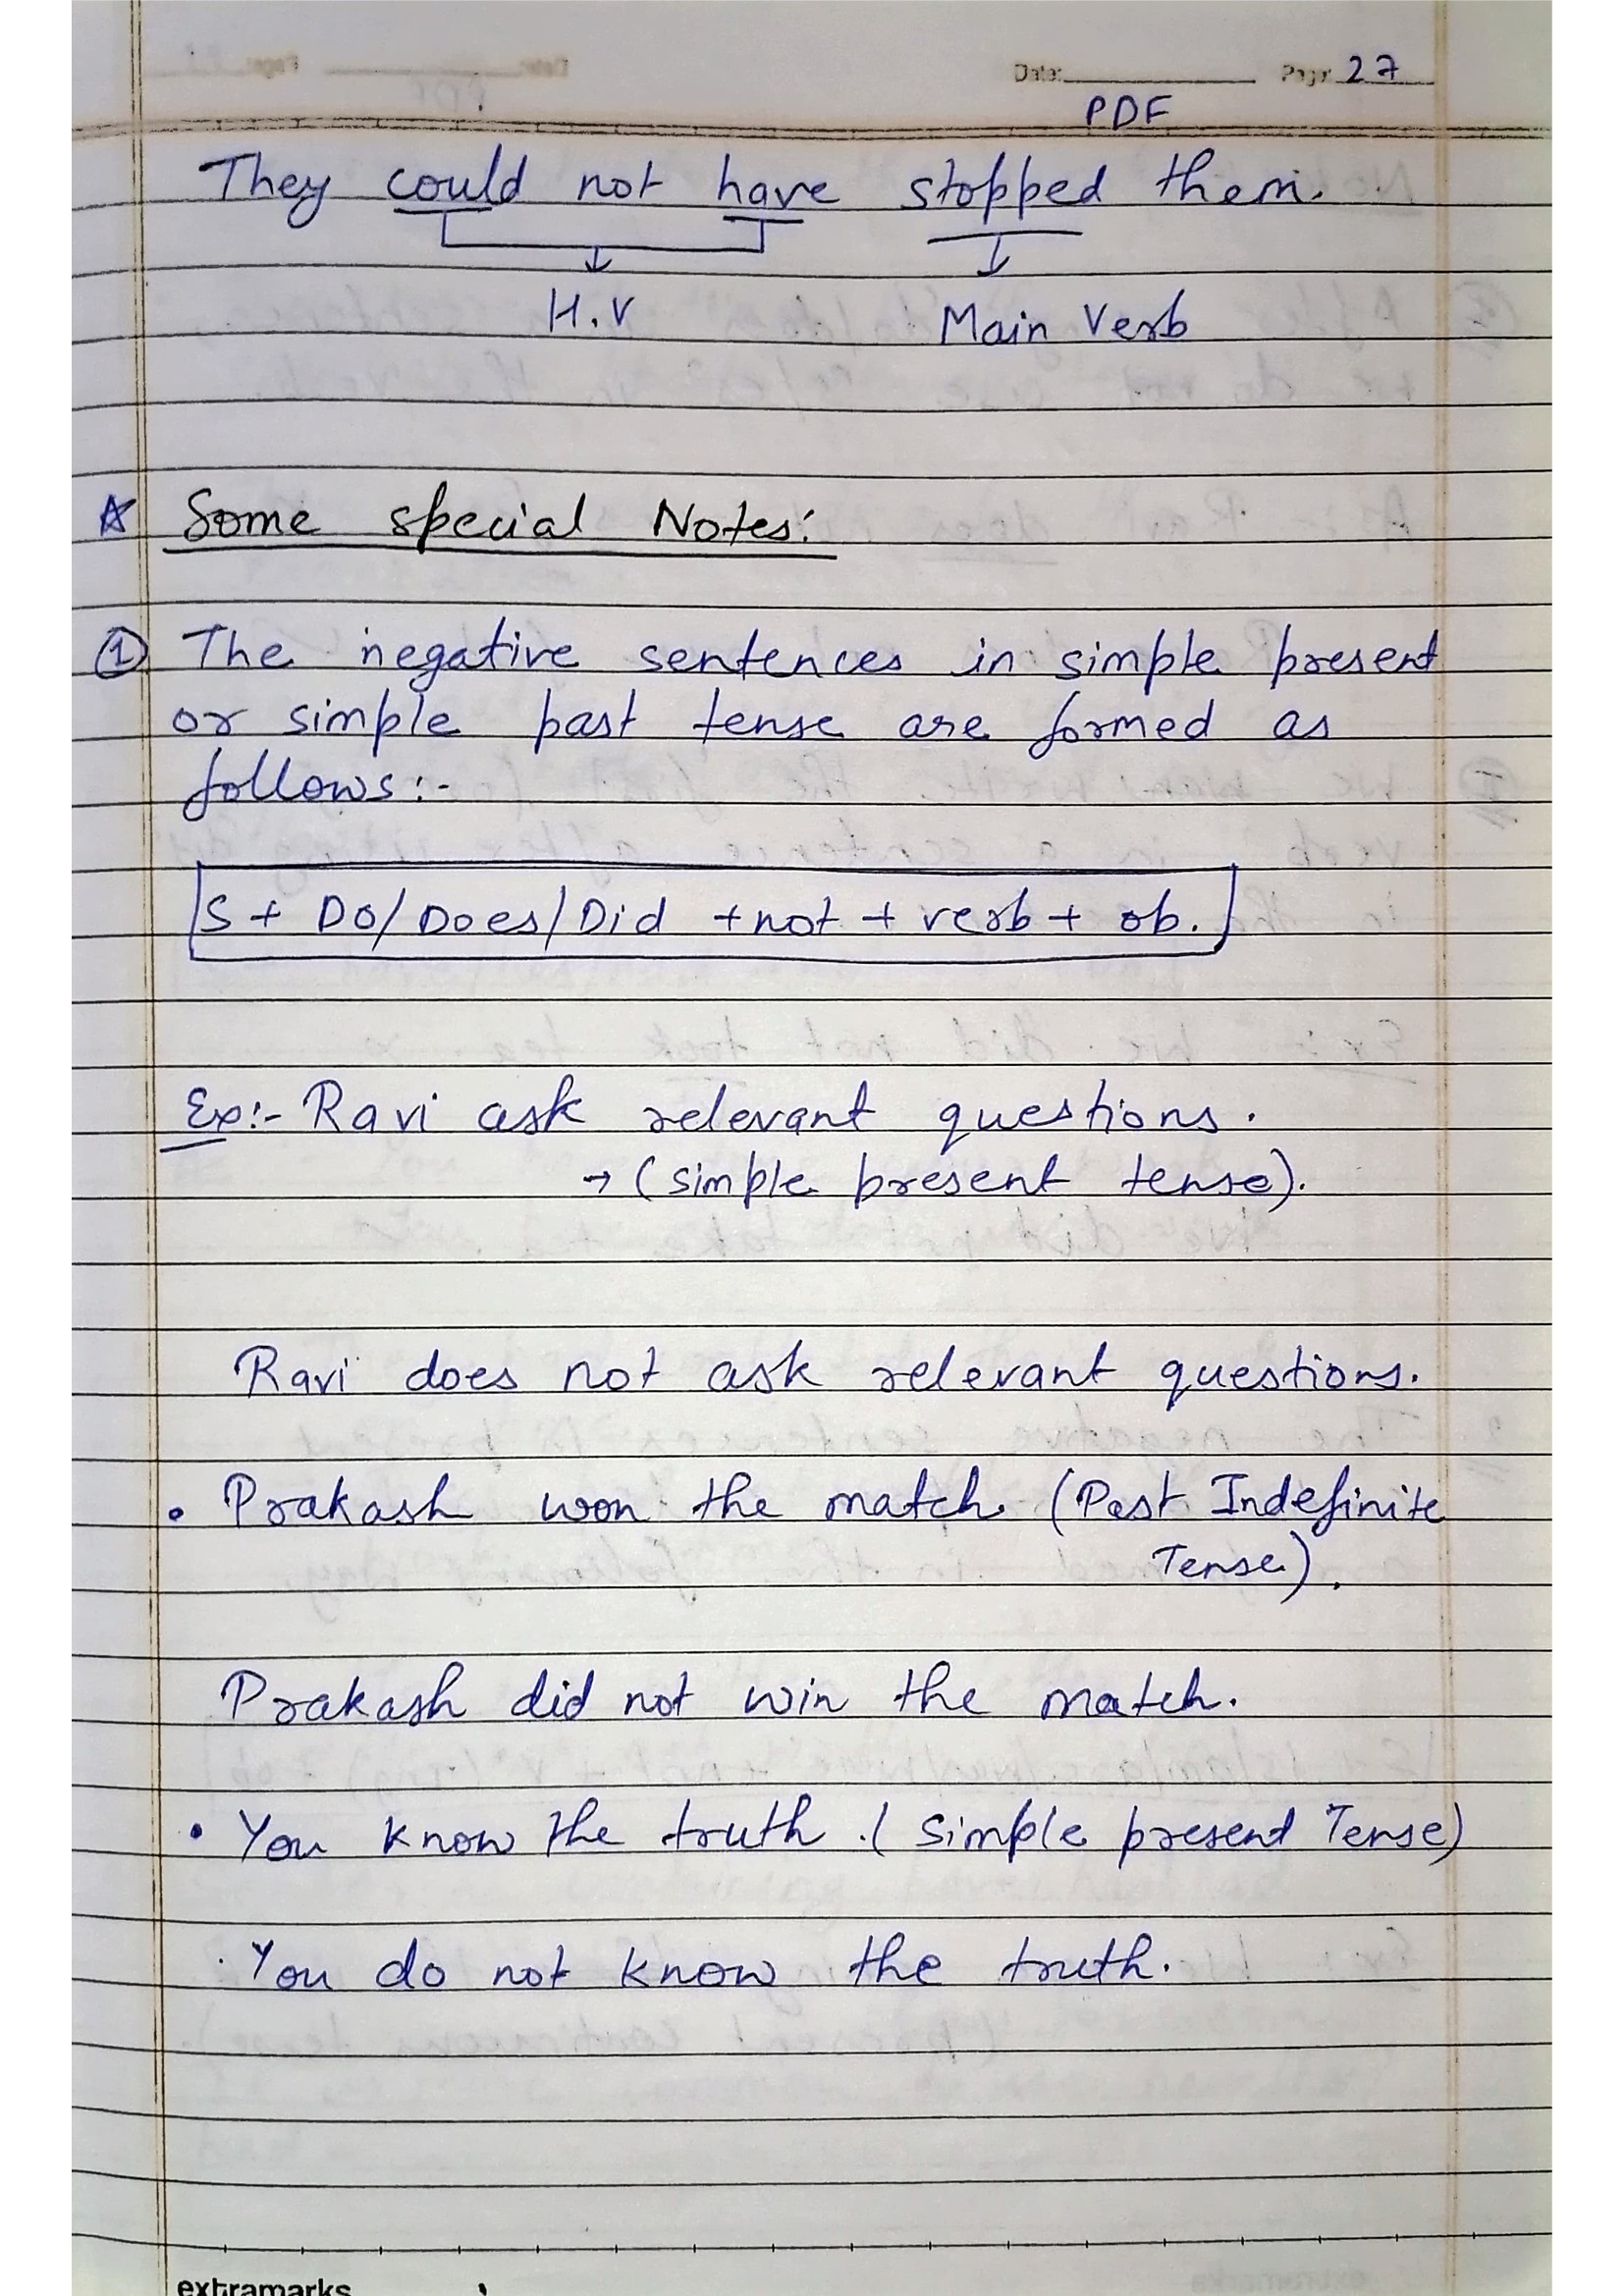 Date: Page: 27
PDF
They could not have stopped them.
H.V Main Verb
Some special Notes:
① The negative sentences in simple present
or simple past tense are formed as
follows:-
S + Do/Does/Did + not + verb + ob.
Ex:- Ravi ask relevant questions.
→ (simple present tense).
Ravi does not ask relevant questions.
• Prakash won the match (Past Indefinite
Tense).
Prakash did not win the match.
• You know the truth. (Simple present Tense)
You do not know the truth.
extramarks